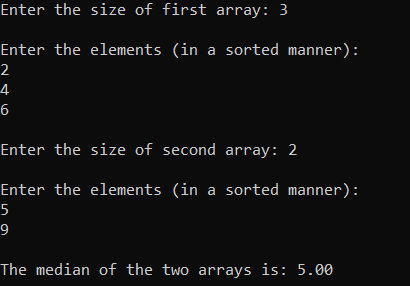 Enter the size of first array: 3
Enter the elements (in a sorted manner):
2
4
6
Enter the size of second array: 2
Enter the elements (in a sorted manner):
5
9
The median of the two arrays is: 5.00